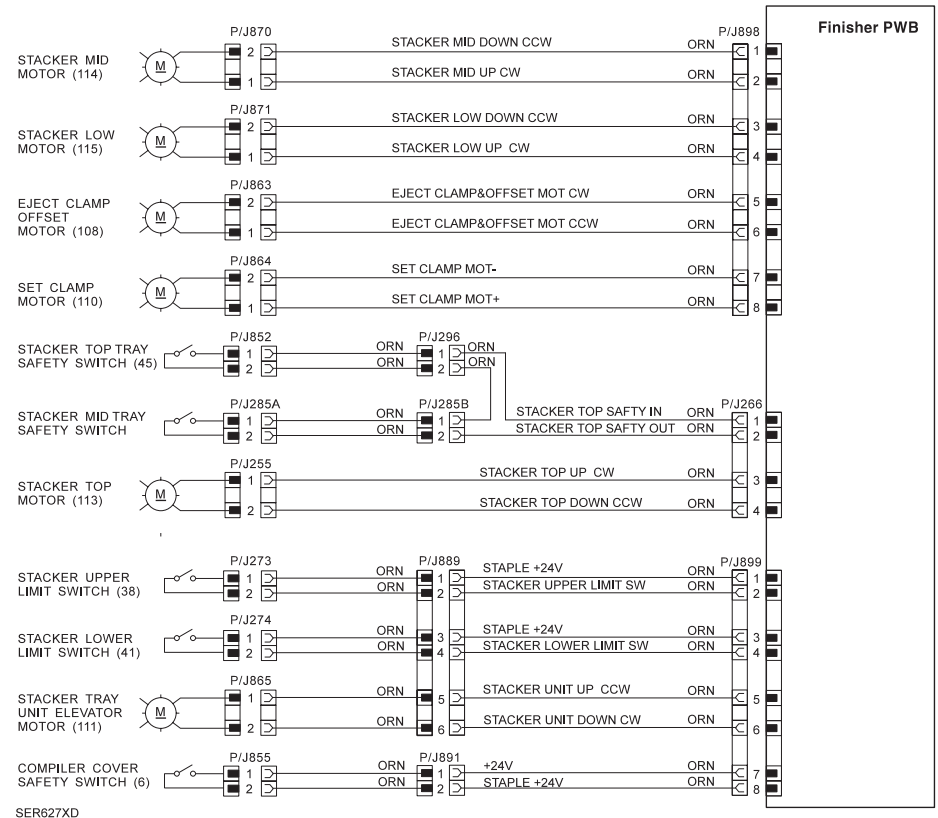 P/J870
P/J898
Finisher PWB
STACKER MID
MOTOR (114)
M
2
STACKER MID DOWN CCW
ORN
1
1
STACKER MID UP CW
ORN
2
P/J871
STACKER LOW
MOTOR (115)
M
2
STACKER LOW DOWN CCW
ORN
3
1
STACKER LOW UP CW
ORN
4
P/J863
EJECT CLAMP
OFFSET
MOTOR (108)
M
2
EJECT CLAMP&OFFSET MOT CW
ORN
5
1
EJECT CLAMP&OFFSET MOT CCW
ORN
6
P/J864
SET CLAMP
MOTOR (110)
M
2
SET CLAMP MOT-
ORN
7
1
SET CLAMP MOT+
ORN
8
P/J852
P/J296
STACKER TOP TRAY
SAFETY SWITCH (45)
1
ORN
1
ORN
2
ORN
2
ORN
P/J285A
P/J285B
P/J266
STACKER MID TRAY
SAFETY SWITCH
1
ORN
1
STACKER TOP SAFTY IN
ORN
1
2
ORN
2
STACKER TOP SAFTY OUT
ORN
2
P/J255
STACKER TOP
MOTOR (113)
M
1
STACKER TOP UP CW
ORN
3
2
STACKER TOP DOWN CCW
ORN
4
P/J273
P/J889
P/J899
STACKER UPPER
LIMIT SWITCH (38)
1
ORN
1
STAPLE +24V
ORN
1
2
ORN
2
STACKER UPPER LIMIT SW
ORN
2
P/J274
STACKER LOWER
LIMIT SWITCH (41)
1
ORN
3
STAPLE +24V
ORN
3
2
ORN
4
STACKER LOWER LIMIT SW
ORN
4
P/J865
STACKER TRAY
UNIT ELEVATOR
MOTOR (111)
M
1
ORN
5
STACKER UNIT UP CCW
ORN
5
2
ORN
6
STACKER UNIT DOWN CW
ORN
6
P/J855
P/J891
COMPILER COVER
SAFETY SWITCH (6)
1
ORN
1
+24V
ORN
7
2
ORN
2
STAPLE +24V
ORN
8
SER627XD